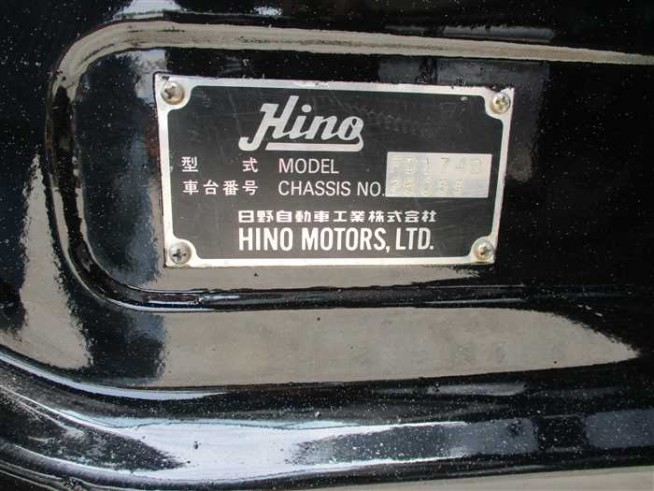 Hino
型 式 MODEL FD174B
車台番号 CHASSIS NO.
日野自動車工業株式会社
HINO MOTORS, LTD.